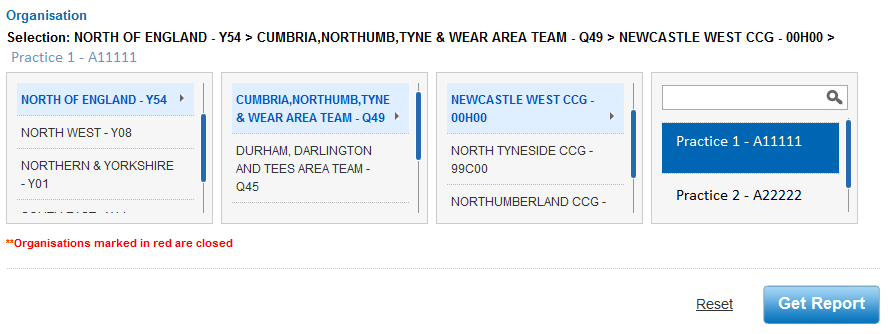 Organisation
Selection: NORTH OF ENGLAND - Y54 > CUMBRIA,NORTHUMB,TYNE & WEAR AREA TEAM - Q49 > NEWCASTLE WEST CCG - 00H00 >
Practice 1 - A11111
NORTH OF ENGLAND - Y54
NORTH WEST - Y08
NORTHERN & YORKSHIRE
- Y01
CUMBRIA,NORTHUMB,TYNE
& WEAR AREA TEAM - Q49
DURHAM, DARLINGTON
AND TEES AREA TEAM -
Q45
NEWCASTLE WEST CCG -
00H00
NORTH TYNESIDE CCG -
99C00
NORTHUMBERLAND CCG -
Practice 1 - A11111
Practice 2 - A22222
**Organisations marked in red are closed
Reset
Get Report